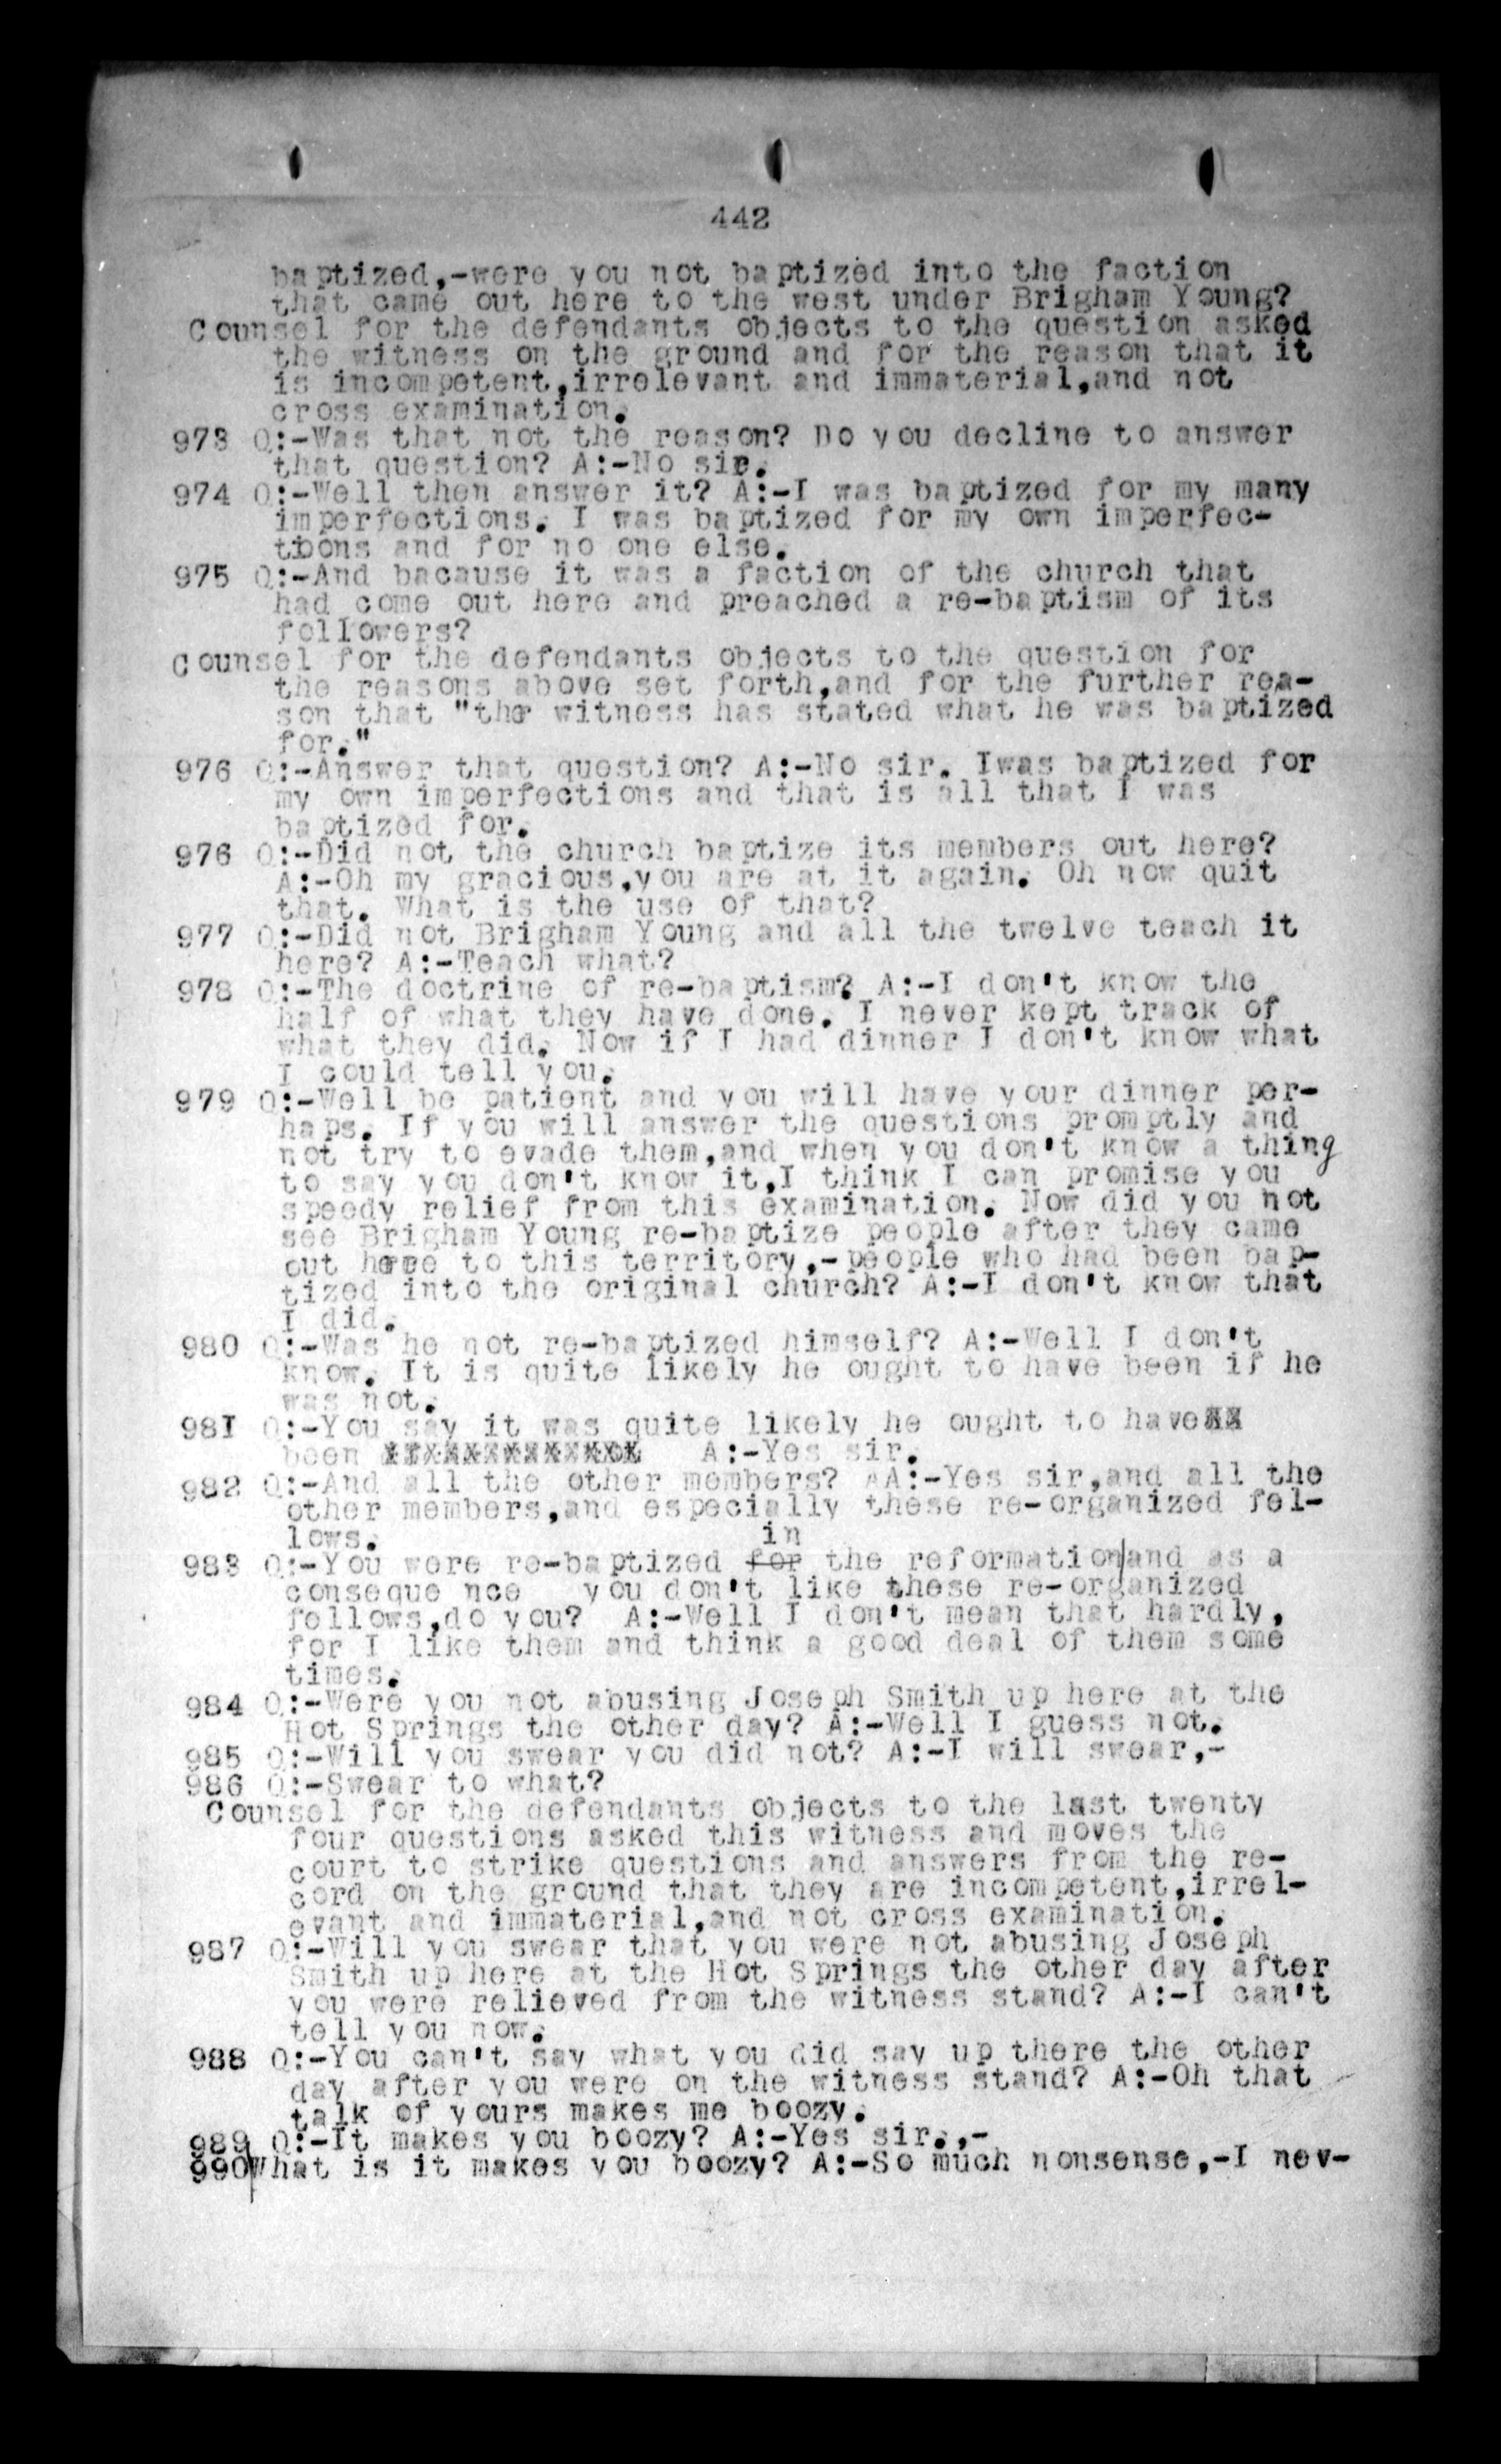 442
baptized,-were you not baptized into the faction
that came out here to the west under Brigham Young?
Counsel for the defendants objects to the question asked
the witness on the ground and for the reason that it
is incompetent,irrelevant and immaterial,and not
cross examination.
973 Q:-Was that not the reason? Do you decline to answer
that question? A:-No sir.
974 Q:-Well then answer it? A:-I was baptized for my many
imperfections. I was baptized for my own imperfec-
tions and for no one else.
975 Q:-And bacause it was a faction of the church that
had come out here and preached a re-baptism of its
followers?
Counsel for the defendants objects to the question for
the reasons above set forth,and for the further rea-
son that "the witness has stated what he was baptized
for."
976 Q:-Answer that question? A:-No sir. Iwas baptized for
my own imperfections and that is all that I was
baptized for.
976 Q:-Did not the church baptize its members out here?
A:-Oh my gracious,you are at it again. Oh now quit
that. What is the use of that?
977 Q:-Did not Brigham Young and all the twelve teach it
here? A:-Teach what?
978 Q:-The doctrine of re-baptism? A:-I don't know the
half of what they have done. I never kept track of
what they did. Now if I had dinner I don't know what
I could tell you.
979 Q:-Well be patient and you will have your dinner per-
haps. If you will answer the questions promptly and
not try to evade them,and when you don't know a thing
to say you don't know it,I think I can promise you
speedy relief from this examination. Now did you not
see Brigham Young re-baptize people after they came
out here to this territory,-people who had been bap-
tized into the original church? A:-I don't know that
I did.
980 Q:-Was he not re-baptized himself? A:-Well I don't
know. It is quite likely he ought to have been if he
was not.
981 Q:-You say it was quite likely he ought to have
been A:-Yes sir.
982 Q:-And all the other members? AA:-Yes sir,and all the
other members,and especially these re-organized fel-
lows.
in
983 Q:-You were re-baptized for the reformation and as a
conseque nce you don't like these re-organized
fellows,do you? A:-Well I don't mean that hardly,
for I like them and think a good deal of them some
times.
984 Q:-Were you not abusing Joseph Smith up here at the
Hot Springs the other day? A:-Well I guess not.
985 Q:-Will you swear you did not? A:-I will swear,-
986 Q:-Swear to what?
Counsel for the defendants objects to the last twenty
four questions asked this witness and moves the
court to strike questions and answers from the re-
cord on the ground that they are incompetent,irrel-
evant and immaterial,and not cross examination.
987 Q:-Will you swear that you were not abusing Joseph
Smith up here at the Hot Springs the other day after
you were relieved from the witness stand? A:-I can't
tell you now.
988 Q:-You can't say what you did say up there the other
day after you were on the witness stand? A:-Oh that
talk of yours makes me boozy.
989 Q:-It makes you boozy? A:-Yes sir.,-
990 What is it makes you boozy? A:-So much nonsense,-I nev-